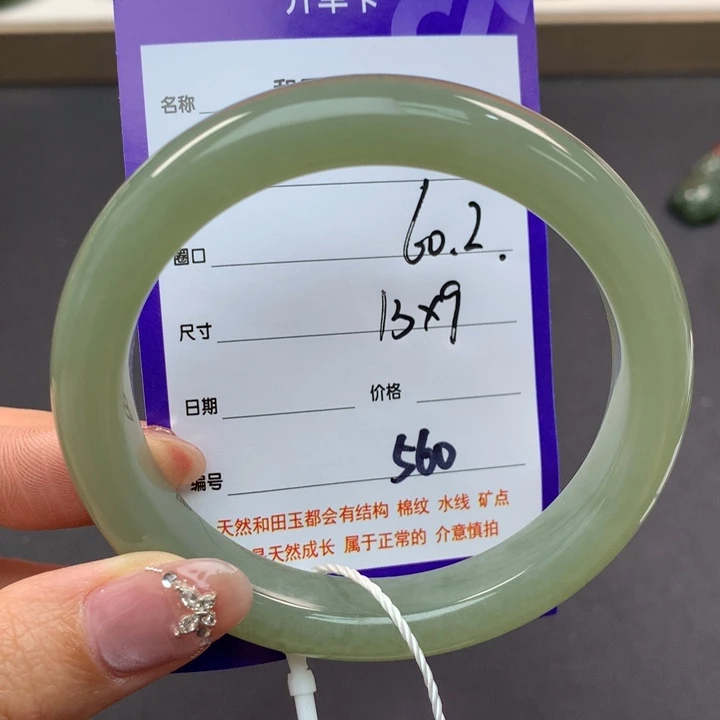 名称
圈口 60.2.
尺寸 13×9
日期 价格
编号 560
天然和田玉都会有结构 棉纹 水线 矿点
天然成长 属于正常的 介意慎拍